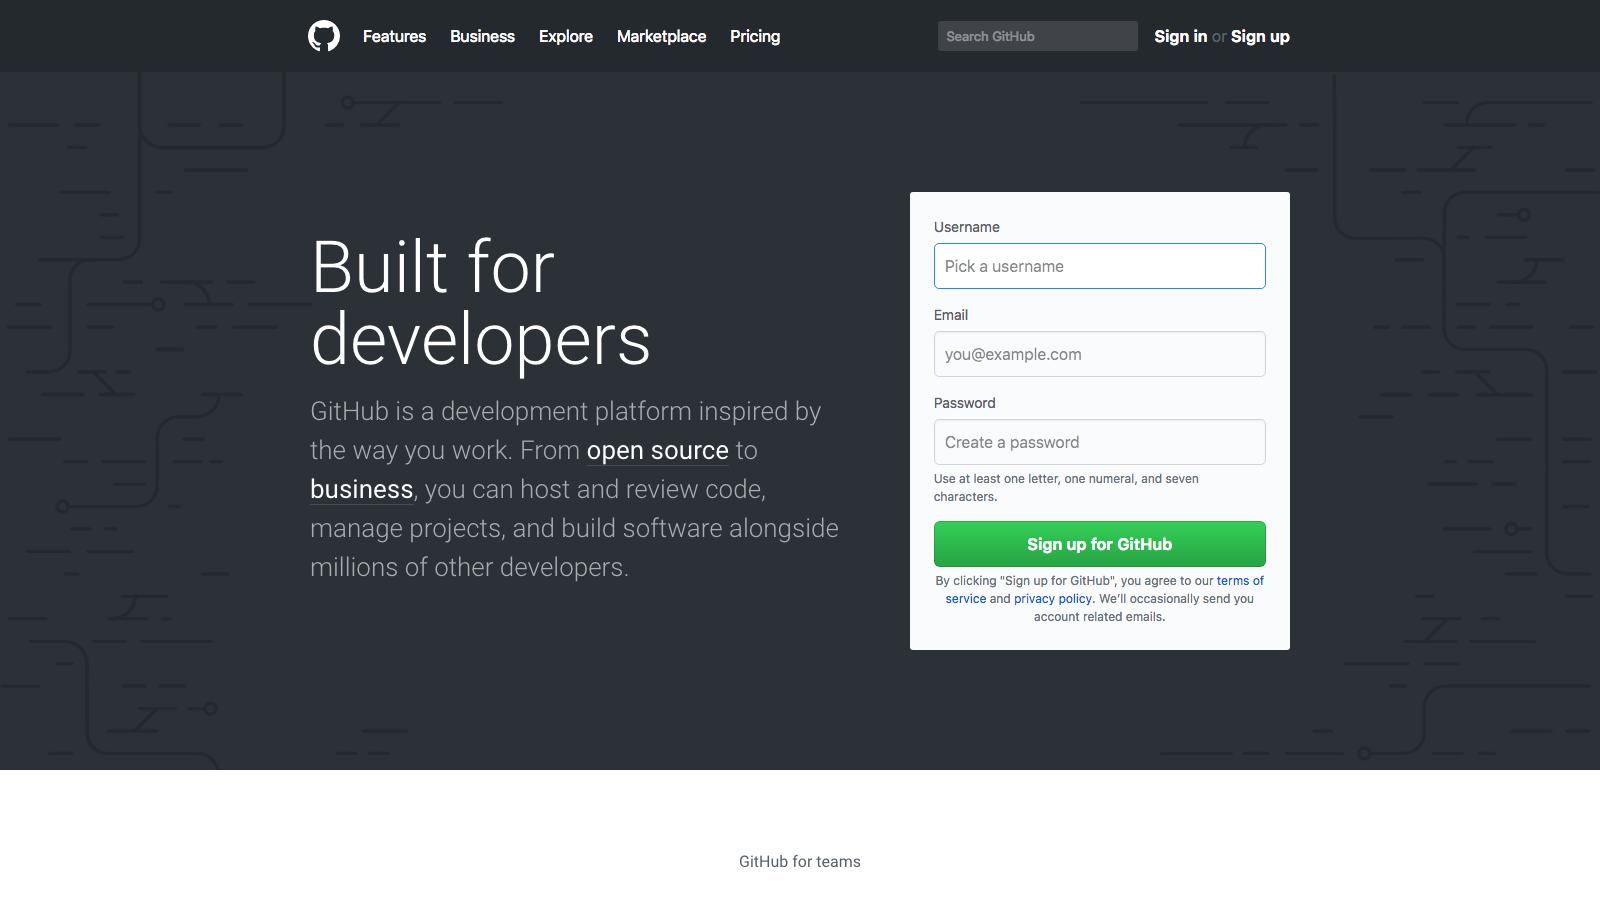 Features Business Explore Marketplace Pricing Search GitHub Sign in or Sign up
Built for
developers
GitHub is a development platform inspired by
the way you work. From open source to
business, you can host and review code,
manage projects, and build software alongside
millions of other developers.
Username
Pick a username
Email
you@example.com
Password
Create a password
Use at least one letter, one numeral, and seven
characters.
Sign up for GitHub
By clicking "Sign up for GitHub", you agree to our terms of
service and privacy policy. We’ll occasionally send you
account related emails.
GitHub for teams